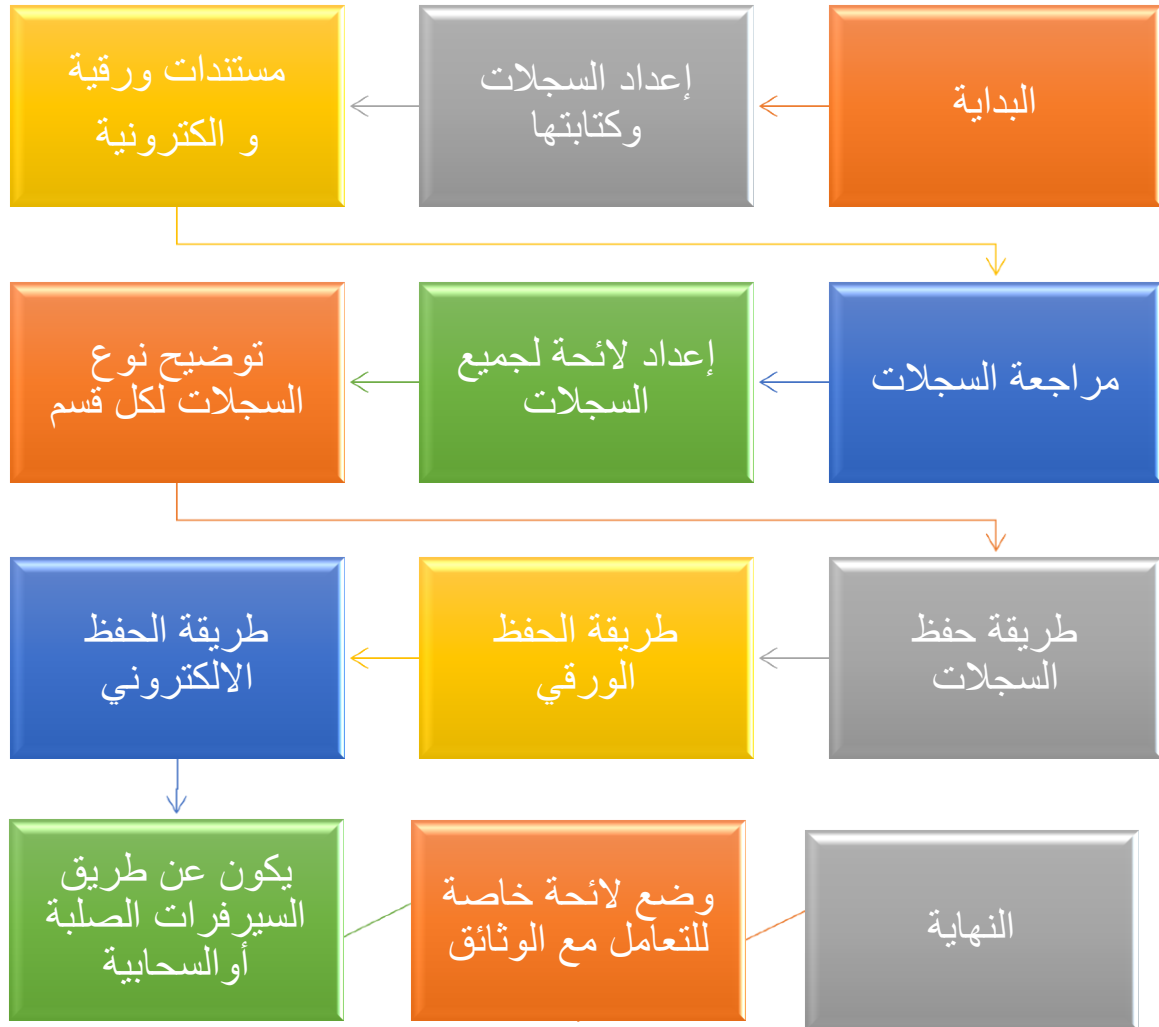 البداية
إعداد السجلات
وكتابتها
مستندات ورقية
و الكترونية
مراجعة السجلات
إعداد لائحة لجميع
السجلات
توضيح نوع
السجلات لكل قسم
طريقة حفظ
السجلات
طريقة الحفظ
الورقي
طريقة الحفظ
الالكتروني
يكون عن طريق
السيرفرات الصلبة
أوالسحابية
وضع لائحة خاصة
للتعامل مع الوثائق
النهاية